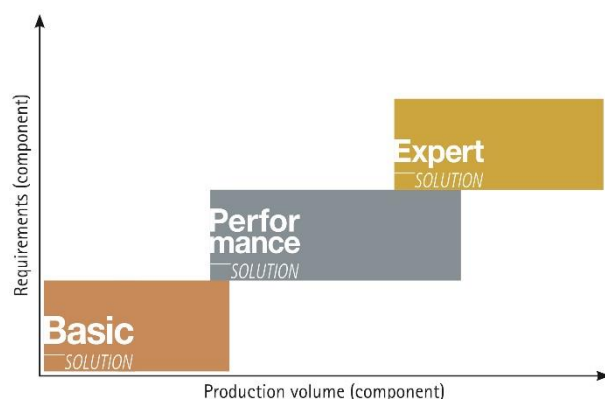 Requirements (component)
Expert
SOLUTION
Perfor
mance
SOLUTION
Basic
SOLUTION
Production volume (component)